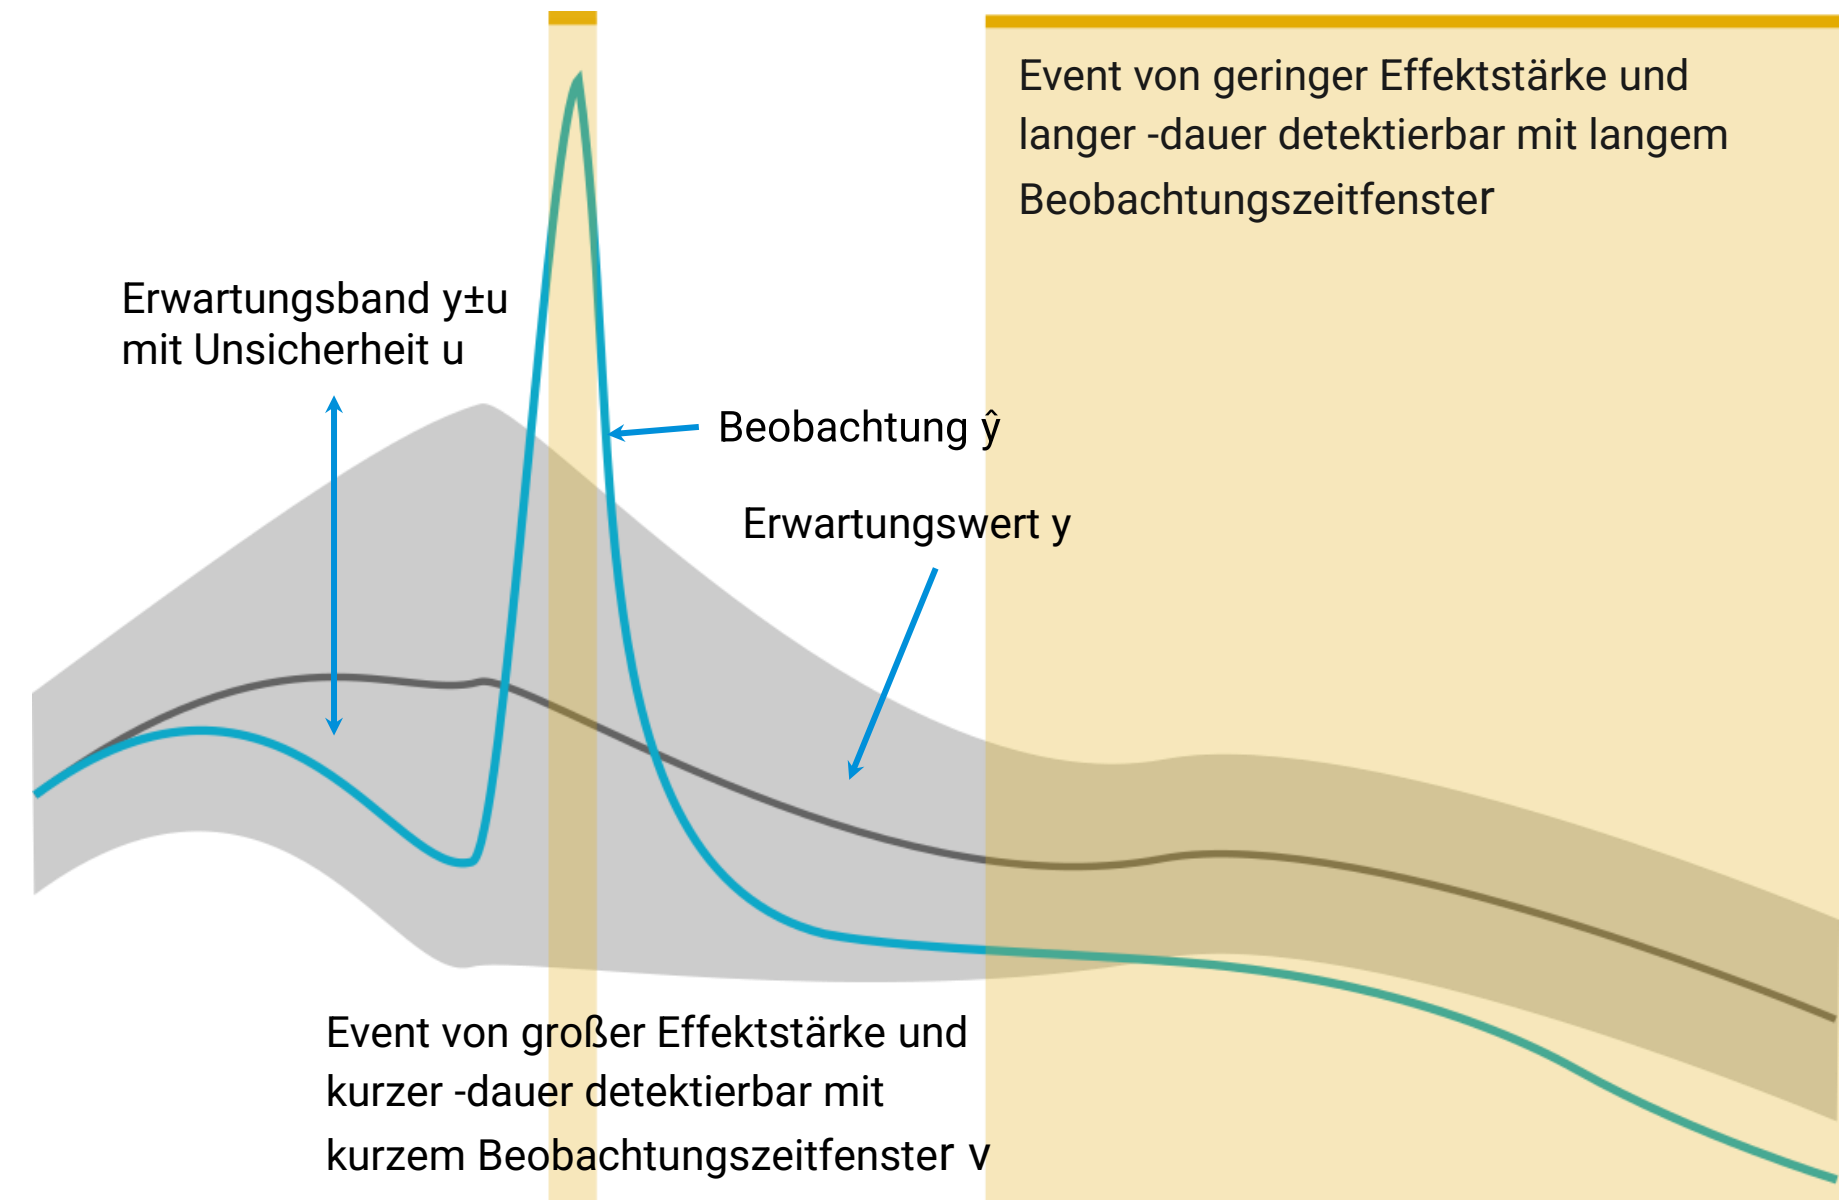 Event von geringer Effektstärke und
langer -dauer detektierbar mit langem
Beobachtungszeitfenster
Erwartungsband y±u
mit Unsicherheit u
Beobachtung ŷ
Erwartungswert y
Event von großer Effektstärke und
kurzer -dauer detektierbar mit
kurzem Beobachtungszeitfenster v